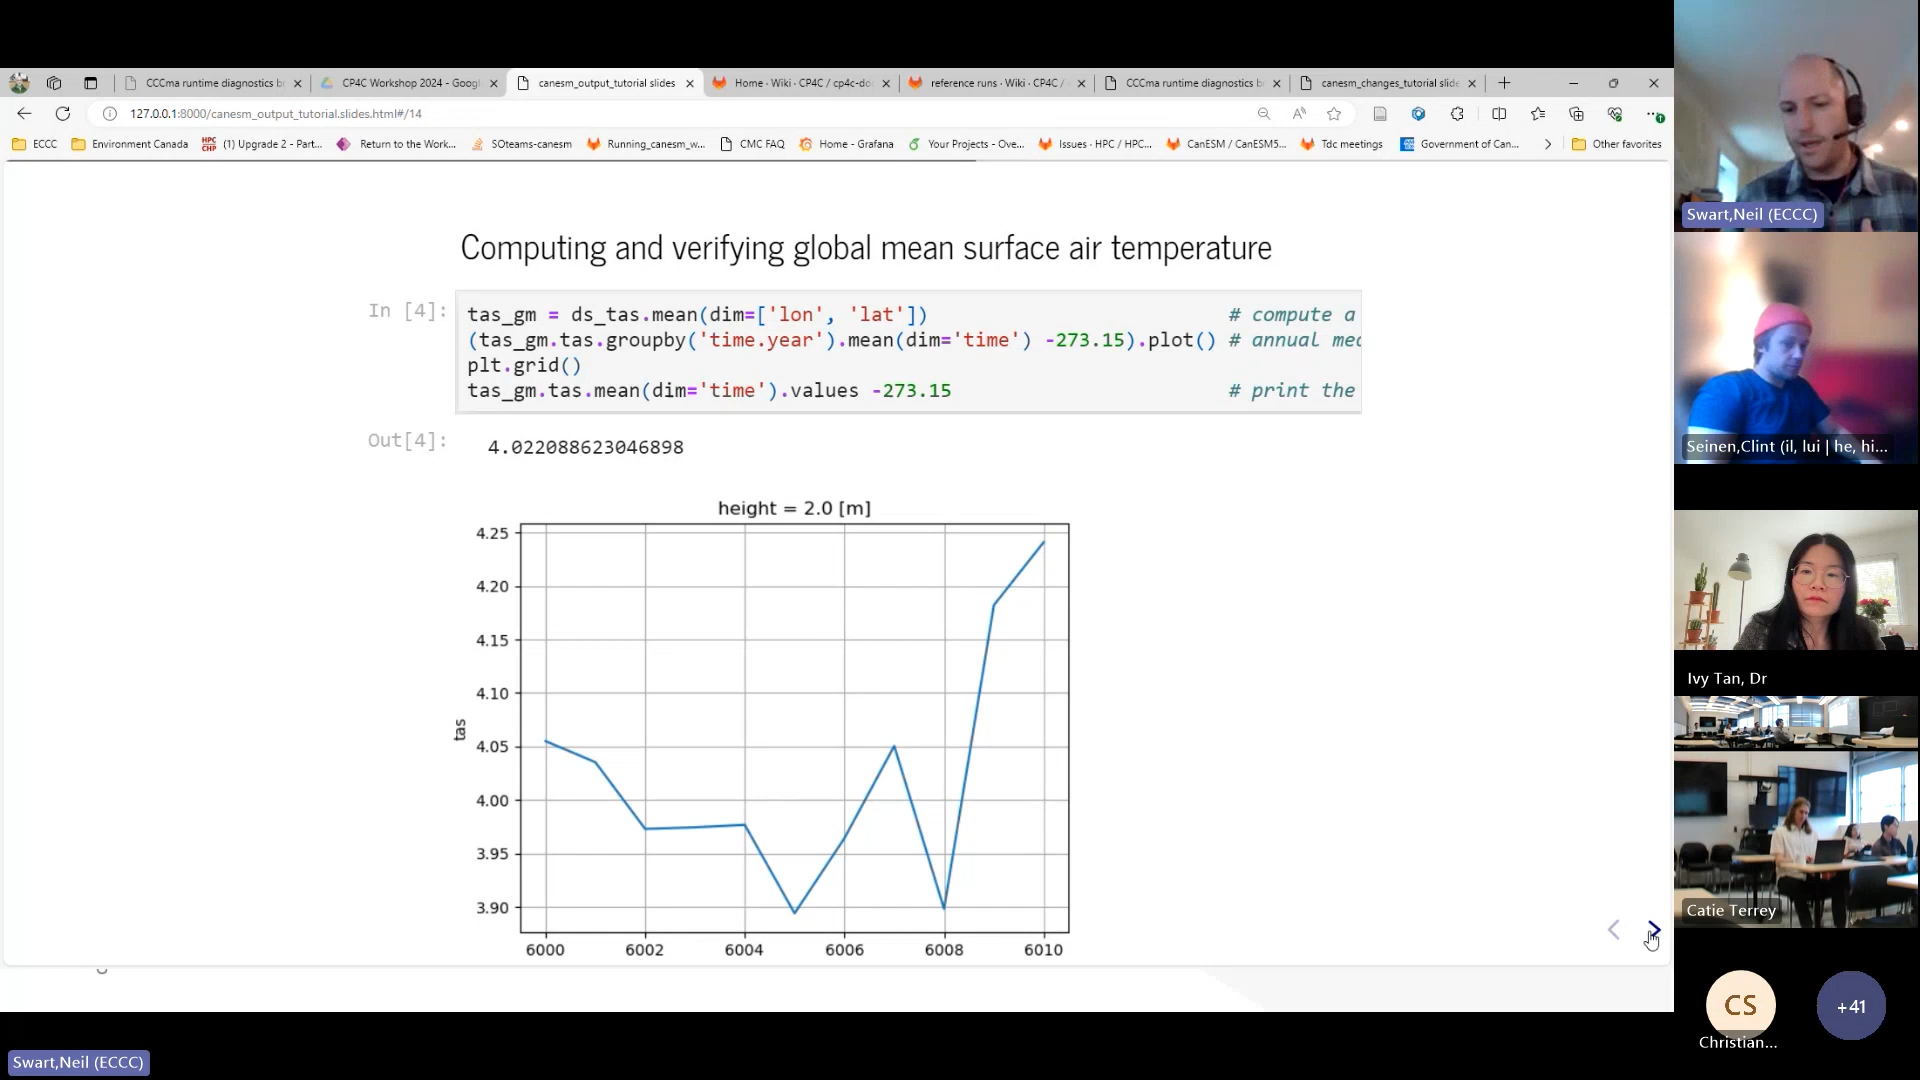 CCCma runtime diagnostics b
CP4C Workshop 2024 - Googl
canesm_output_tutorial slides
Home · Wiki · CP4C / cp4c-do
reference runs · Wiki · CP4C /
CCCma runtime diagnostics b
canesm_changes_tutorial slide
127.0.0.1:8000/canesm_output_tutorial.slides.html#/14
ECCC
Environment Canada
HPC CHP
(1) Upgrade 2 - Part...
Return to the Work...
SOteams-canesm
Running_canesm_w...
CMC FAQ
Home - Grafana
Your Projects - Ove...
Issues · HPC / HPC...
CanESM / CanESM5...
Tdc meetings
Government of Can...
Other favorites
Computing and verifying global mean surface air temperature
In [4]:
tas_gm = ds_tas.mean(dim=['lon', 'lat']) # compute a
(tas_gm.tas.groupby('time.year').mean(dim='time') -273.15).plot() # annual mea
plt.grid()
tas_gm.tas.mean(dim='time').values -273.15 # print the
Out[4]:
4.022088623046898
height = 2.0 [m]
4.25
4.20
4.15
4.10
4.05
4.00
3.95
3.90
tas
6000 6002 6004 6006 6008 6010
Swart,Neil (ECCC)
Seinen,Clint (il, lui | he, hi...
Ivy Tan, Dr
Catie Terrey
CS
Christian...
+41
Swart,Neil (ECCC)